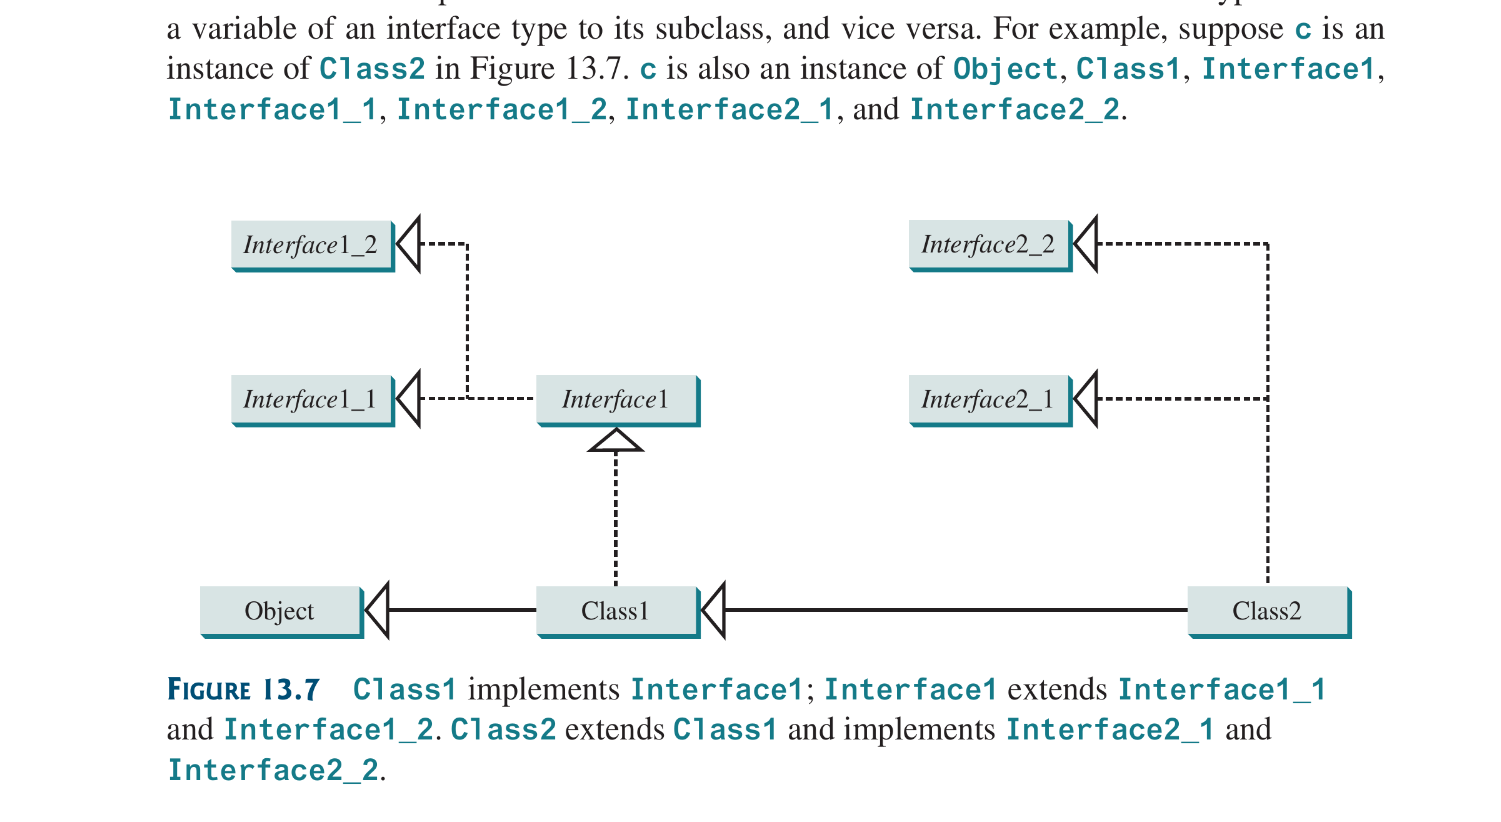 a variable of an interface type to its subclass, and vice versa. For example, suppose c is an
instance of Class2 in Figure 13.7. c is also an instance of Object, Class1, Interface1,
Interface1_1, Interface1_2, Interface2_1, and Interface2_2.
Interface1_2
Interface2_2
Interface1_1
Interface1
Interface2_1
Object
Class1
Class2
FIGURE 13.7 Class1 implements Interface1; Interface1 extends Interface1_1
and Interface1_2. Class2 extends Class1 and implements Interface2_1 and
Interface2_2.